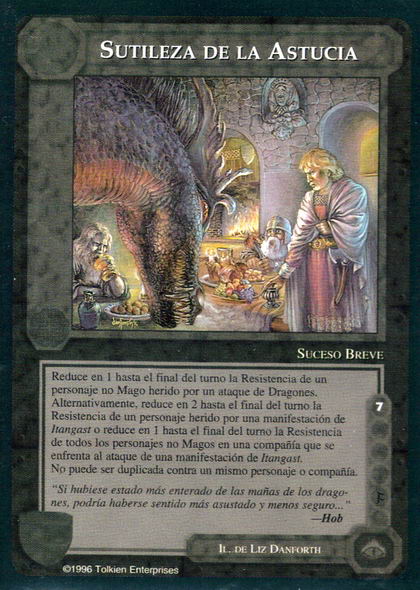 SUTILEZA DE LA ASTUCIA
SUCESO BREVE
Reduce en 1 hasta el final del turno la Resistencia de un
personaje no Mago herido por un ataque de Dragones.
Alternativamente, reduce en 2 hasta el final del turno la
Resistencia de un personaje herido por una manifestación de
Itangast o reduce en 1 hasta el final del turno la Resistencia
de todos los personajes no Magos en una compañía que se
enfrenta al ataque de una manifestación de Itangast.
No puede ser duplicada contra un mismo personaje o compañía.
7
"Si hubiese estado más enterado de las mañas de los drago-
nes, podría haberse sentido más asustado y menos seguro..."
—Hob
IL. DE LIZ DANFORTH
©1996 Tolkien Enterprises